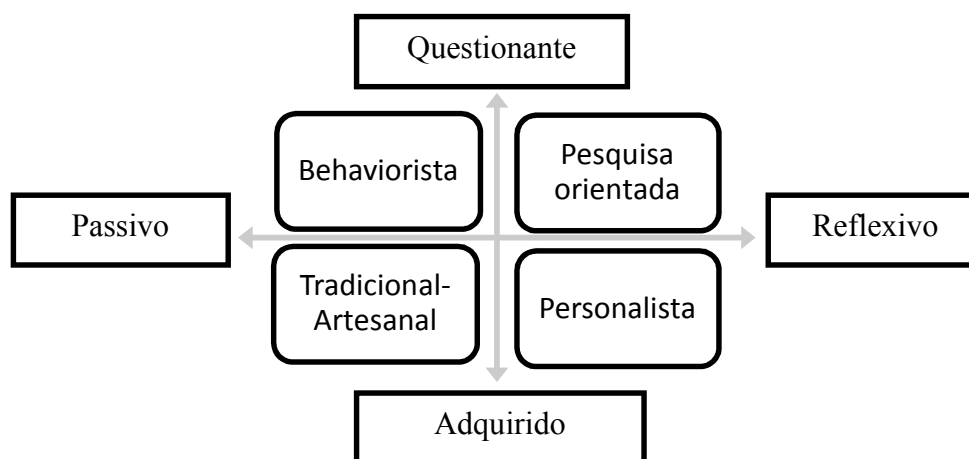 Questionante
Behaviorista
Pesquisa
orientada
Passivo
Reflexivo
Tradicional-
Artesanal
Personalista
Adquirido